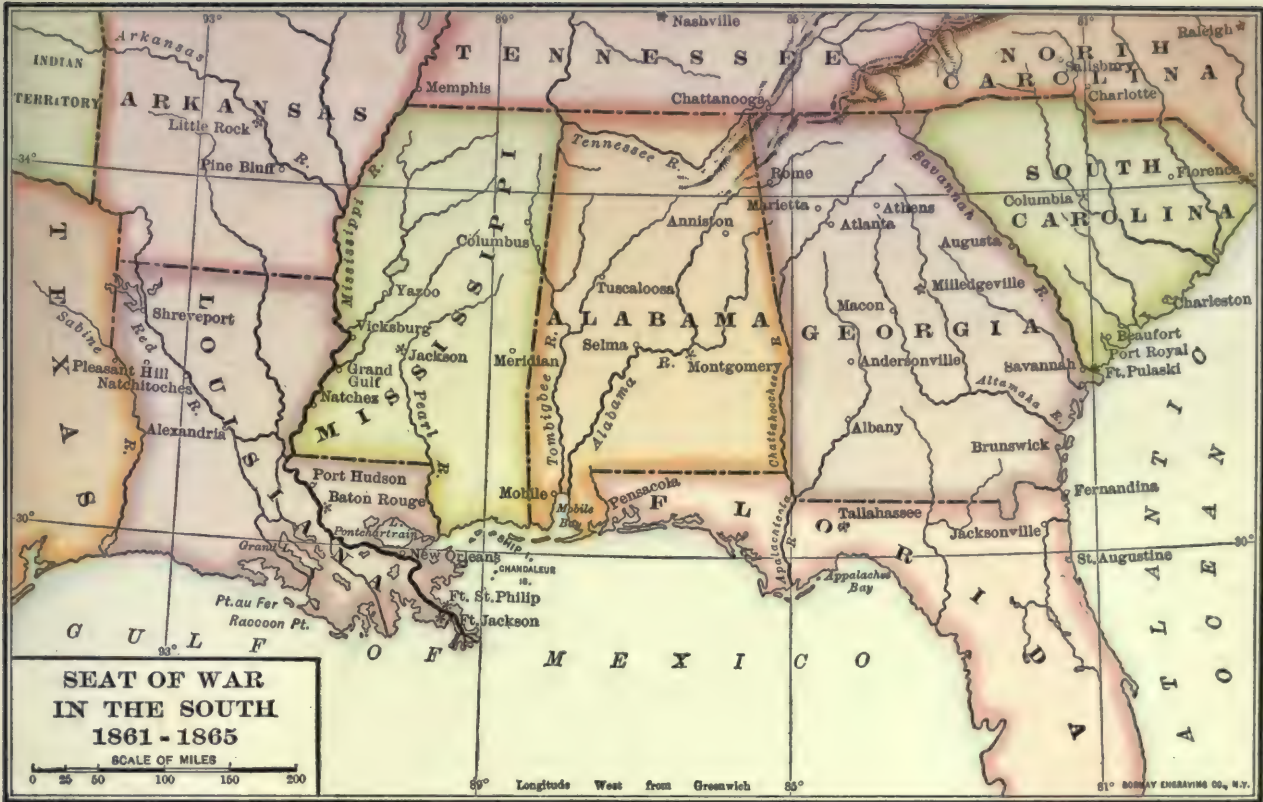 93°
89°
85°
81°
Nashville
Raleigh
Arkansas
TENNESSEE
NORTH
CAROLINA
Salisbury
INDIAN
TERRITORY
ARKANSAS
Memphis
Chattanooga
Charlotte
Little Rock
R.
Tennessee R.
Savannah
34°
Pine Bluff
R.
Rome
SOUTH
CAROLINA
Florence
Mississippi
Marietta
Athens
Columbia
Anniston
Atlanta
TEXAS
Columbus
Augusta
R.
MISSISSIPPI
LOUISIANA
Yazoo
Tuscaloosa
Milledgeville
Charleston
Shreveport
Macon
Sabine
R.
Red
R.
Vicksburg
ALABAMA
GEORGIA
Beaufort
Port Royal
Jackson
Selma
R.
Pleasant Hill
Meridian
Montgomery
Andersonville
Savannah
Ft. Pulaski
Grand
Gulf
Natchitoches
Natchez
Pearl
R.
Tombigbee R.
Alabama
Chattahoochee
R
Altamaha R.
Alexandria
Albany
Brunswick
Port Hudson
Mobile
Pensacola
Fernandina
Baton Rouge
Mobile
Bay
FLORIDA
Tallahassee
30°
L.
Pontchartrain
Apalachicola
R
Jacksonville
30°
Grand L.
New Orleans
SHIP I.
CHANDALEUR
IS.
Appalachee
Bay
St. Augustine
Pt. au Fer
Raccoon Pt.
Ft. St. Philip
Ft. Jackson
GULF OF MEXICO
ATLANTIC
OCEAN
93°
SEAT OF WAR
IN THE SOUTH
1861 - 1865
SCALE OF MILES
0 25 50 100 150 200
89°
Longitude West from Greenwich
85°
81°
BORMAY ENGRAVING CO., N.Y.